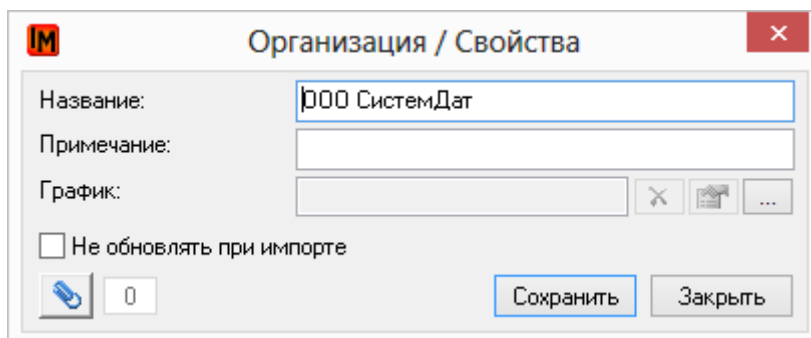 IM
Организация / Свойства
Название: ООО СистемДат
Примечание:
График: ...
Не обновлять при импорте
0 Сохранить Закрыть